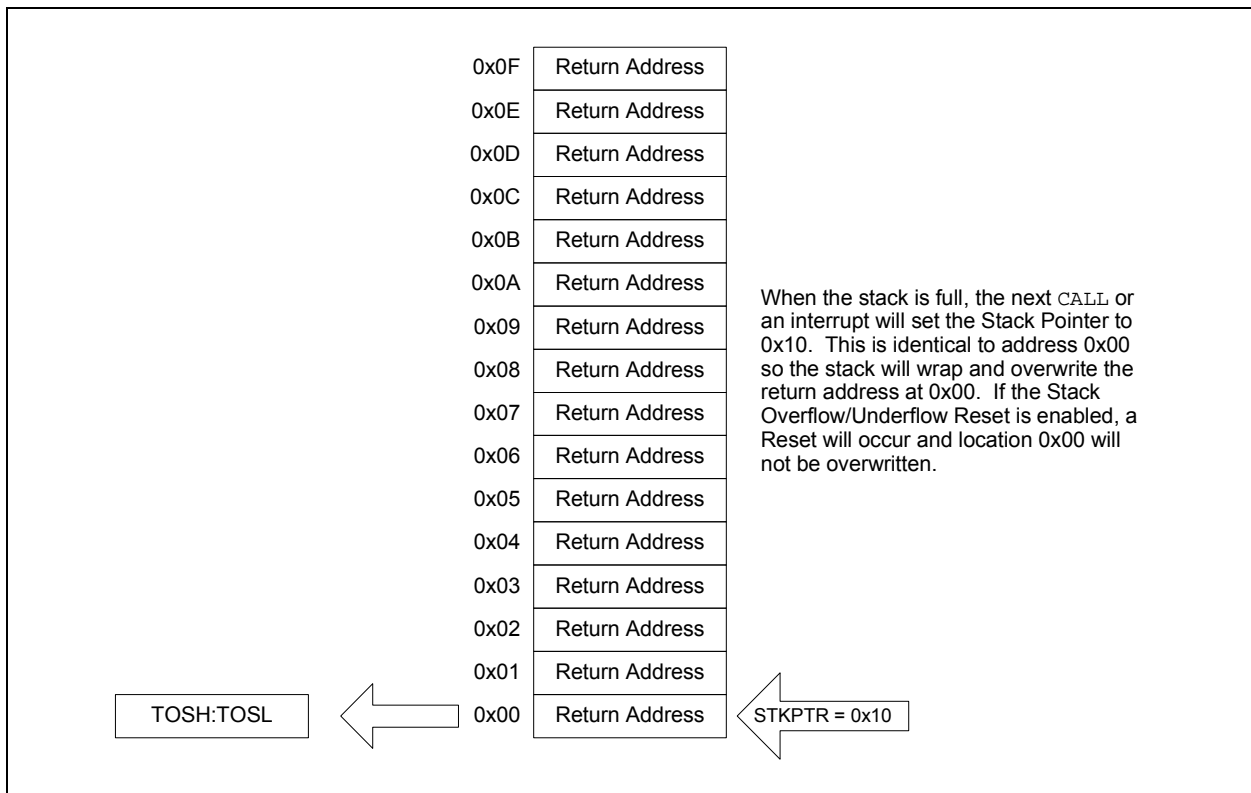 0x0F Return Address
0x0E Return Address
0x0D Return Address
0x0C Return Address
0x0B Return Address
0x0A Return Address
0x09 Return Address
0x08 Return Address
0x07 Return Address
0x06 Return Address
0x05 Return Address
0x04 Return Address
0x03 Return Address
0x02 Return Address
0x01 Return Address
TOSH:TOSL 0x00 Return Address STKPTR = 0x10
When the stack is full, the next CALL or
an interrupt will set the Stack Pointer to
0x10. This is identical to address 0x00
so the stack will wrap and overwrite the
return address at 0x00. If the Stack
Overflow/Underflow Reset is enabled, a
Reset will occur and location 0x00 will
not be overwritten.